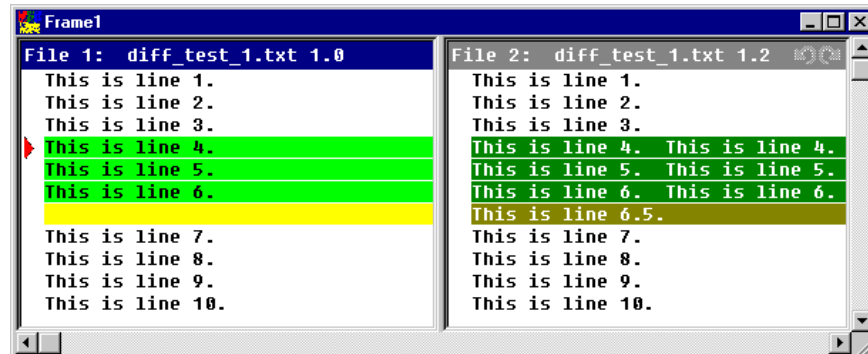 Frame1
File 1:  diff_test_1.txt 1.0
This is line 1.
This is line 2.
This is line 3.
This is line 4.
This is line 5.
This is line 6.
This is line 7.
This is line 8.
This is line 9.
This is line 10.
File 2:  diff_test_1.txt 1.2
This is line 1.
This is line 2.
This is line 3.
This is line 4.  This is line 4.
This is line 5.  This is line 5.
This is line 6.  This is line 6.
This is line 6.5.
This is line 7.
This is line 8.
This is line 9.
This is line 10.